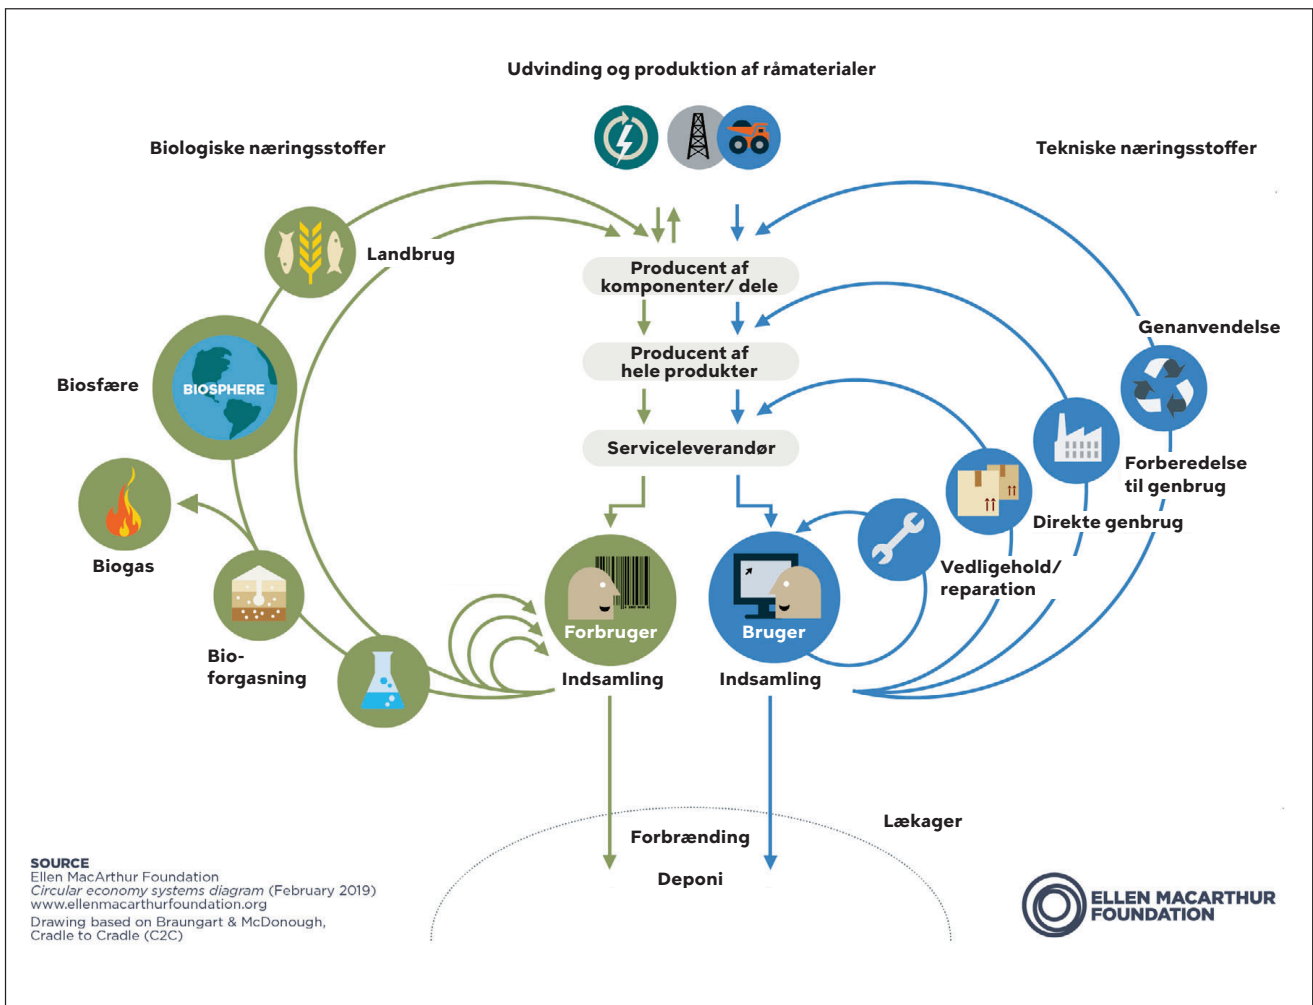 Udvinding og produktion af råmaterialer
Biologiske næringsstoffer
Tekniske næringsstoffer
Landbrug
Producent af
komponenter/ dele
Genanvendelse
Producent af
hele produkter
Biosfære
BIOSPHERE
Serviceleverandør
Forberedelse
til genbrug
Direkte genbrug
Biogas
Vedligehold/
reparation
Forbruger
Bruger
Bio-
forgasning
Indsamling
Indsamling
Lækager
Forbrænding
Deponi
SOURCE
Ellen MacArthur Foundation
Circular economy systems diagram (February 2019)
www.ellenmacarthurfoundation.org
Drawing based on Braungart & McDonough,
Cradle to Cradle (C2C)
ELLEN MACARTHUR
FOUNDATION